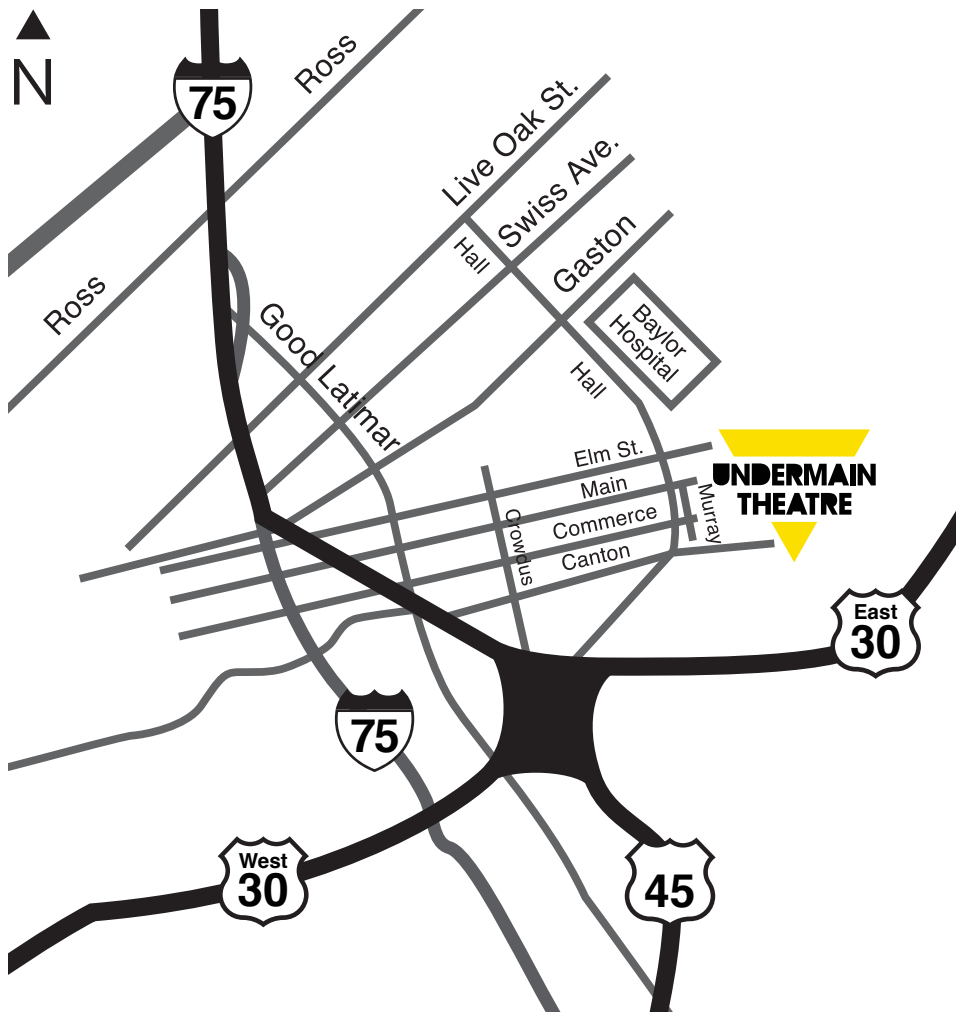 N
75
Ross
Ross
Live Oak St.
Swiss Ave.
Hall
Gaston
Good Latimar
Baylor
Hospital
Hall
Elm St.
Main
Commerce
Canton
Crowdus
Murray
UNDERMAIN
THEATRE
East
30
75
West
30
45